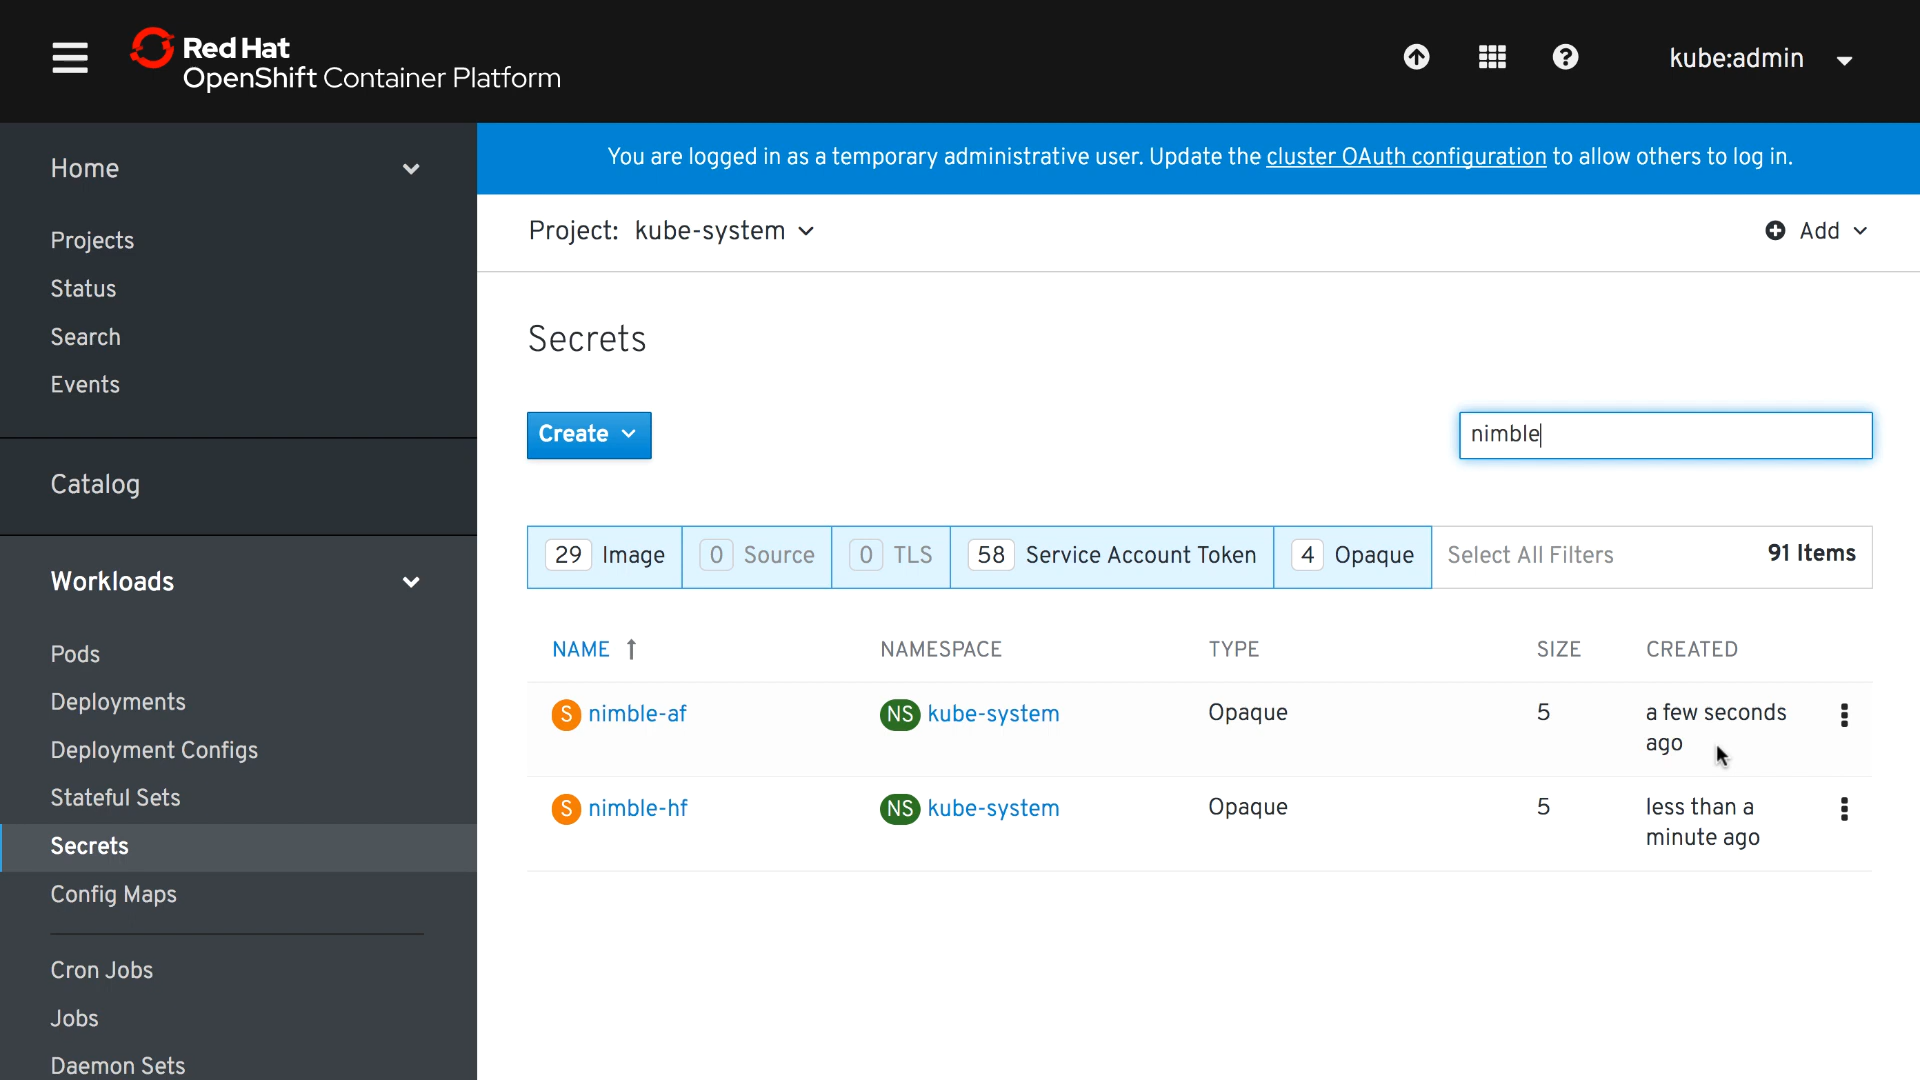 Red Hat
OpenShift Container Platform
kube:admin
Home
Projects
Status
Search
Events
Catalog
Workloads
Pods
Deployments
Deployment Configs
Stateful Sets
Secrets
Config Maps
Cron Jobs
Jobs
Daemon Sets
You are logged in as a temporary administrative user. Update the cluster OAuth configuration to allow others to log in.
Project: kube-system
Add
Secrets
Create
nimble
29 Image 0 Source 0 TLS 58 Service Account Token 4 Opaque Select All Filters 91 Items
NAME NAMESPACE TYPE SIZE CREATED
S nimble-af NS kube-system Opaque 5 a few seconds
ago
S nimble-hf NS kube-system Opaque 5 less than a
minute ago